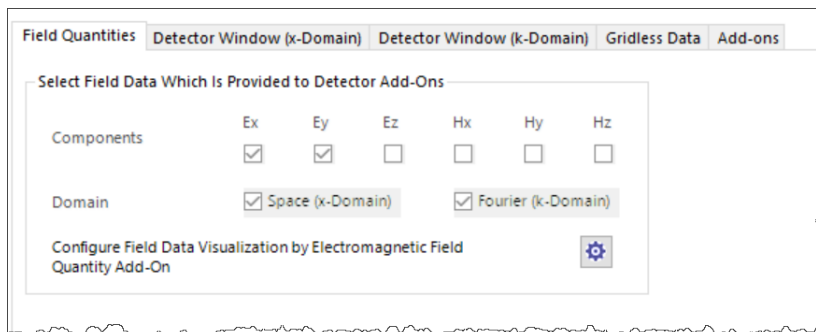 Field Quantities Detector Window (x-Domain) Detector Window (k-Domain) Gridless Data Add-ons
Select Field Data Which Is Provided to Detector Add-Ons
Ex Ey Ez Hx Hy Hz
Components
Domain Space (x-Domain) Fourier (k-Domain)
Configure Field Data Visualization by Electromagnetic Field
Quantity Add-On